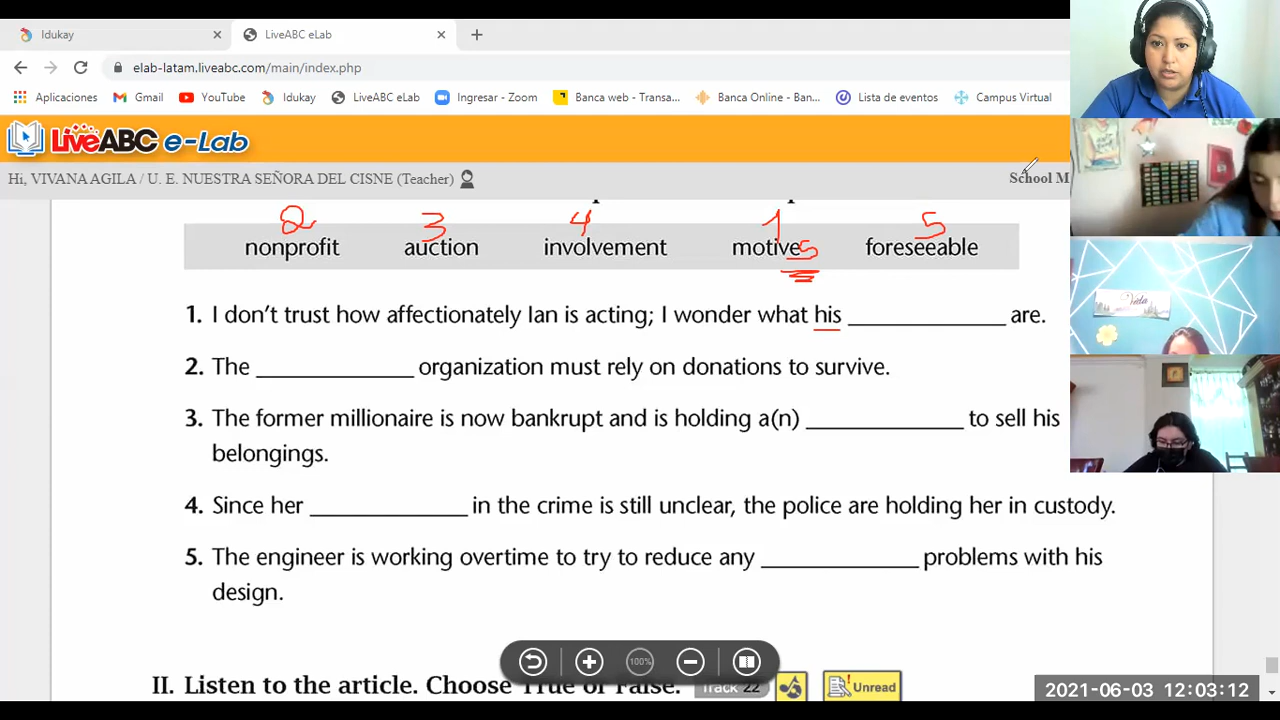 Idukay
LiveABC eLab
elab-latam.liveabc.com/main/index.php
Aplicaciones Gmail YouTube Idukay LiveABC eLab Ingresar - Zoom Banca web - Transa... Banca Online - Ban... Lista de eventos Campus Virtual
LiveABC e-Lab
Hi, VIVANA AGILA / U. E. NUESTRA SEÑORA DEL CISNE (Teacher) School M
2 3 4 1 5
nonprofit auction involvement motives foreseeable
1. I don't trust how affectionately Ian is acting; I wonder what his ______ are.
2. The ______ organization must rely on donations to survive.
3. The former millionaire is now bankrupt and is holding a(n) ______ to sell his
belongings.
4. Since her ______ in the crime is still unclear, the police are holding her in custody.
5. The engineer is working overtime to try to reduce any ______ problems with his
design.
100%
II. Listen to the article. Choose True or False. Track 22 Unread
2021-06-03 12:03:12